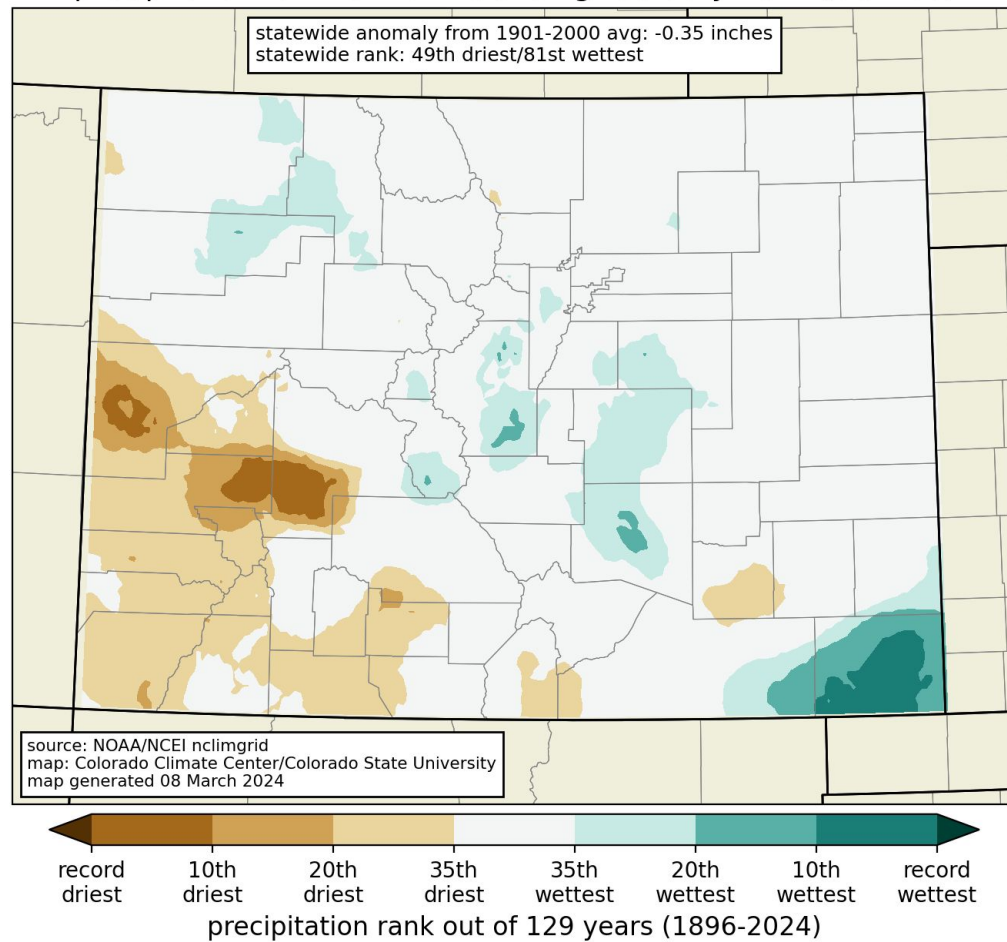 statewide anomaly from 1901-2000 avg: -0.35 inches
statewide rank: 49th driest/81st wettest
source: NOAA/NCEI nclimgrid
map: Colorado Climate Center/Colorado State University
map generated 08 March 2024
record driest
10th driest
20th driest
35th driest
35th wettest
20th wettest
10th wettest
record wettest
precipitation rank out of 129 years (1896-2024)